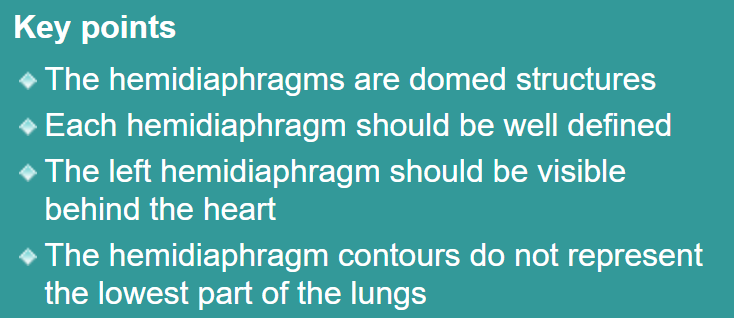 Key points
The hemidiaphragms are domed structures
Each hemidiaphragm should be well defined
The left hemidiaphragm should be visible
behind the heart
The hemidiaphragm contours do not represent
the lowest part of the lungs